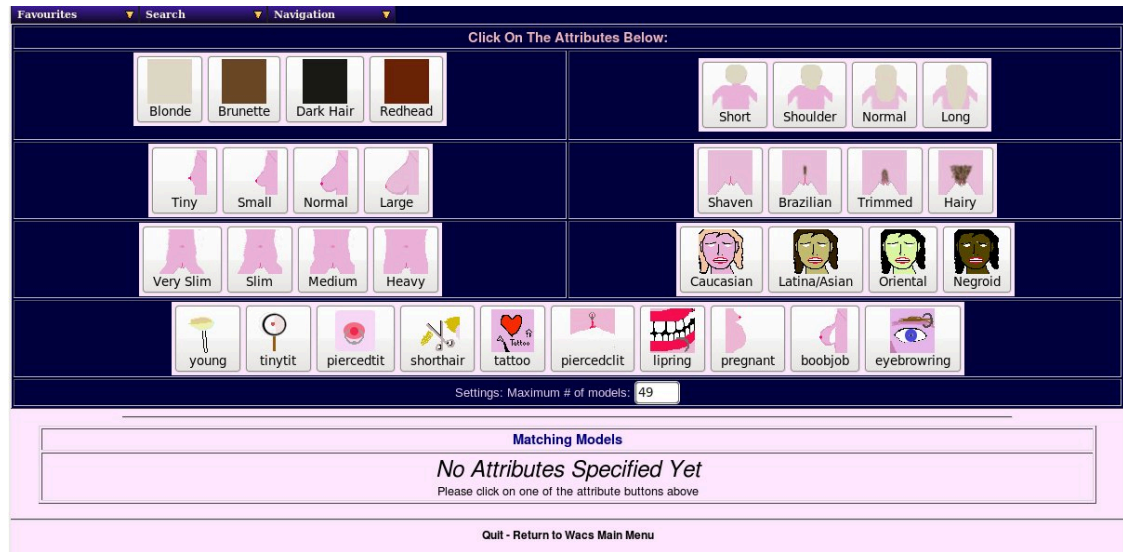 Favourites Search Navigation
Click On The Attributes Below:
Blonde Brunette Dark Hair Redhead
Short Shoulder Normal Long
Tiny Small Normal Large
Shaven Brazilian Trimmed Hairy
Very Slim Slim Medium Heavy
Caucasian Latina/Asian Oriental Negroid
Tattoo
young tinytit piercedtit shorthair tattoo piercedclit lipring pregnant boobjob eyebrowring
Settings: Maximum # of models: 49
Matching Models
No Attributes Specified Yet
Please click on one of the attribute buttons above
Quit - Return to Wacs Main Menu